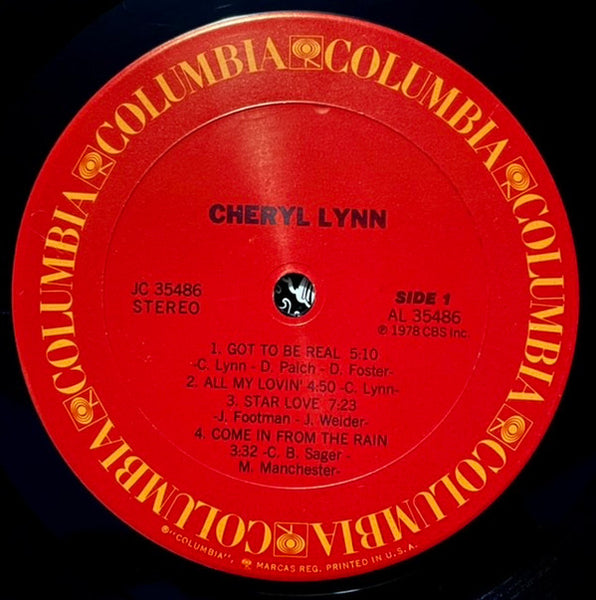 COLUMBIA COLUMBIA COLUMBIA COLUMBIA COLUMBIA COLUMBIA COLUMBIA COLUMBIA
CHERYL LYNN
JC 35486
STEREO
SIDE 1
AL 35486
℗ 1978 CBS Inc.
1. GOT TO BE REAL 5:10
-C. Lynn - D. Paich - D. Foster-
2. ALL MY LOVIN' 4:50 -C. Lynn-
3. STAR LOVE 7:23
-J. Footman - J. Weider-
4. COME IN FROM THE RAIN
3:32 -C. B. Sager -
M. Manchester-
®"COLUMBIA", MARCAS REG. PRINTED IN U.S.A.